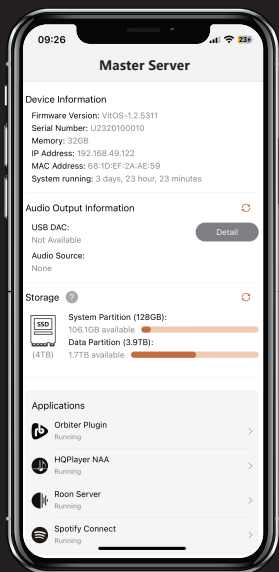 09:26
23
Master Server
Device Information
Firmware Version: VitOS-1.2.5311
Serial Number: U2320100010
Memory: 32GB
IP Address: 192.168.49.122
MAC Address: 68:1D:EF:2A:AE:59
System running: 3 days, 23 hour, 23 minutes
Audio Output Information
USB DAC:
Not Available
Detail
Audio Source:
None
Storage ?
SSD
(4TB)
System Partition (128GB):
106.1GB available
Data Partition (3.9TB):
1.7TB available
Applications
Orbiter Plugin
Running
HQPlayer NAA
Running
Roon Server
Running
Spotify Connect
Running